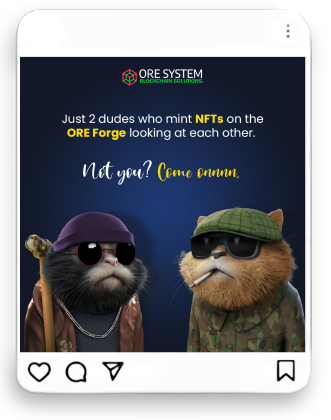 ORE SYSTEM
BLOCKCHAIN SOLUTIONS.
Just 2 dudes who mint NFTs on the
ORE Forge looking at each other.
Not you? Come onnnn.